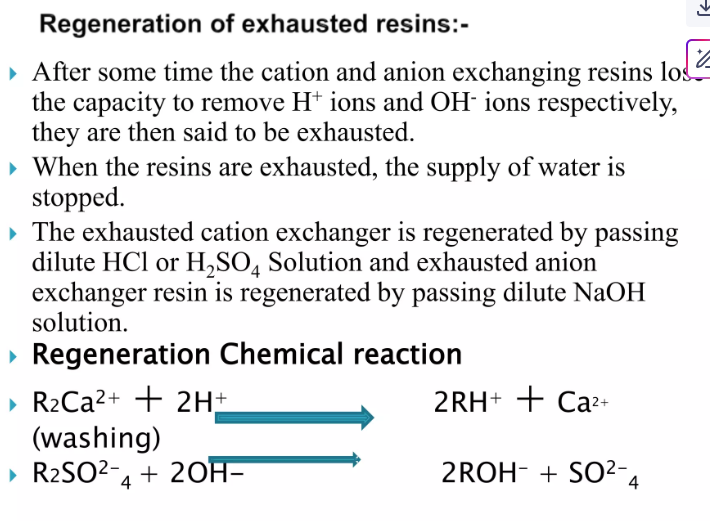 Regeneration of exhausted resins:-
After some time the cation and anion exchanging resins lose
the capacity to remove H⁺ ions and OH⁻ ions respectively,
they are then said to be exhausted.
When the resins are exhausted, the supply of water is
stopped.
The exhausted cation exchanger is regenerated by passing
dilute HCl or H₂SO₄ Solution and exhausted anion
exchanger resin is regenerated by passing dilute NaOH
solution.
Regeneration Chemical reaction
R2Ca²⁺ + 2H⁺ 2RH⁺ + Ca²⁺
(washing)
R2SO²⁻₄ + 2OH− 2ROH⁻ + SO²⁻₄